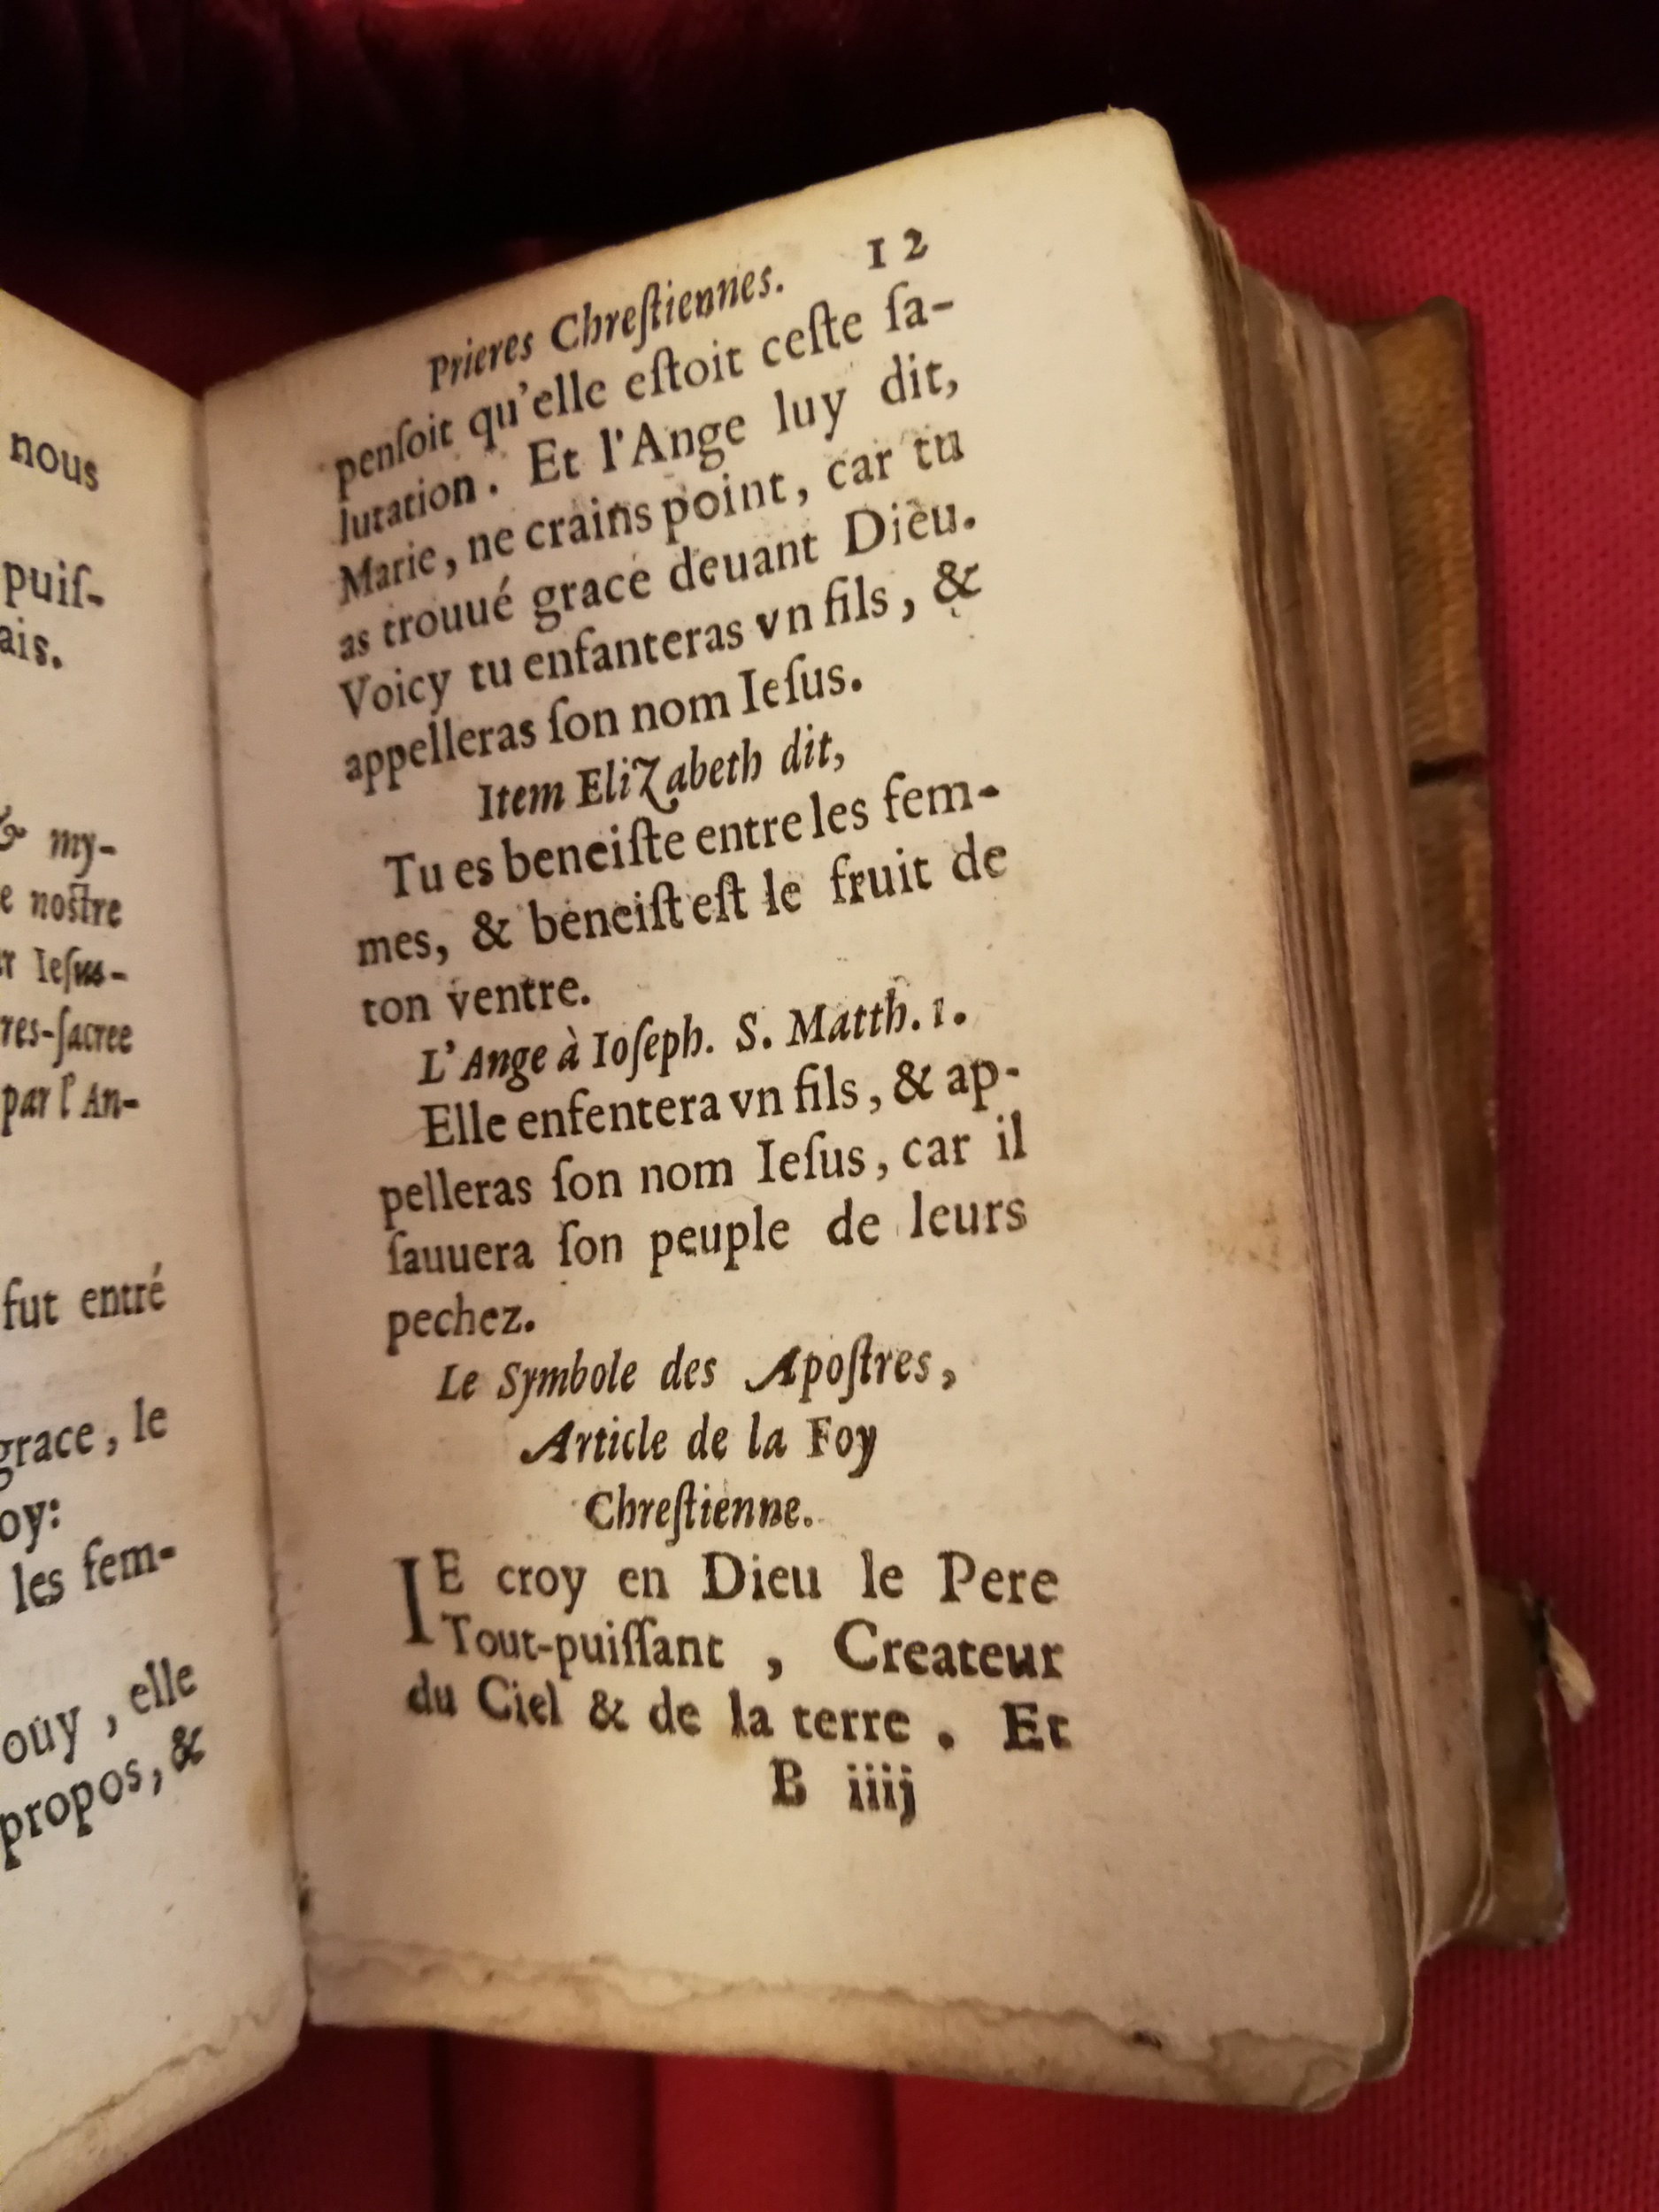 nous
puiſ-
ais.
& my-
e noſtre
r Ieſus-
res-ſacree
par l'An-
fut entré
grace, le
oy:
les fem-
ouy, elle
propos, &
Prieres Chreſtiennes. 12
penſoit qu'elle eſtoit ceſte ſa-
lutation. Et l'Ange luy dit,
Marie, ne crains point, car tu
as trouué grace deuant Dieu.
Voicy tu enfanteras vn fils, &
appelleras ſon nom Ieſus.
Item Elizabeth dit,
Tu es beneiſte entre les fem-
mes, & beneiſt eſt le fruit de
ton ventre.
L'Ange à Ioſeph. S. Matth. 1.
Elle enfentera vn fils, & ap-
pelleras ſon nom Ieſus, car il
ſauuera ſon peuple de leurs
pechez.
Le Symbole des Apoſtres,
Article de la Foy
Chreſtienne.
IE croy en Dieu le Pere
Tout-puiſſant, Createur
du Ciel & de la terre. Et
B iiij